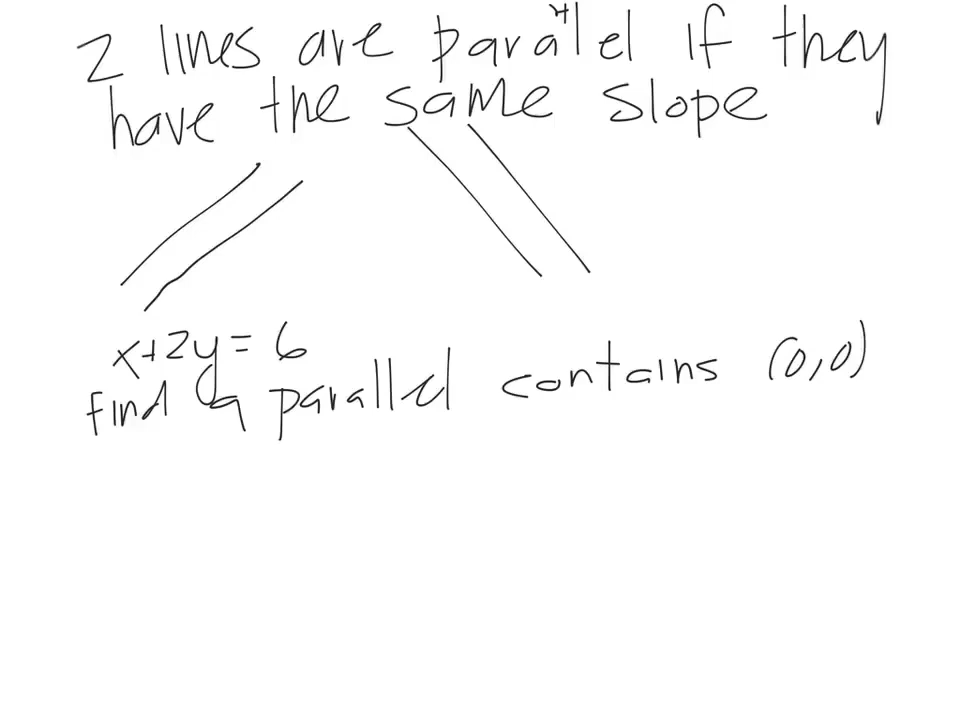 2 lines are parallel if they
have the same slope
x+2y=6
find a parallel contains (0,0)